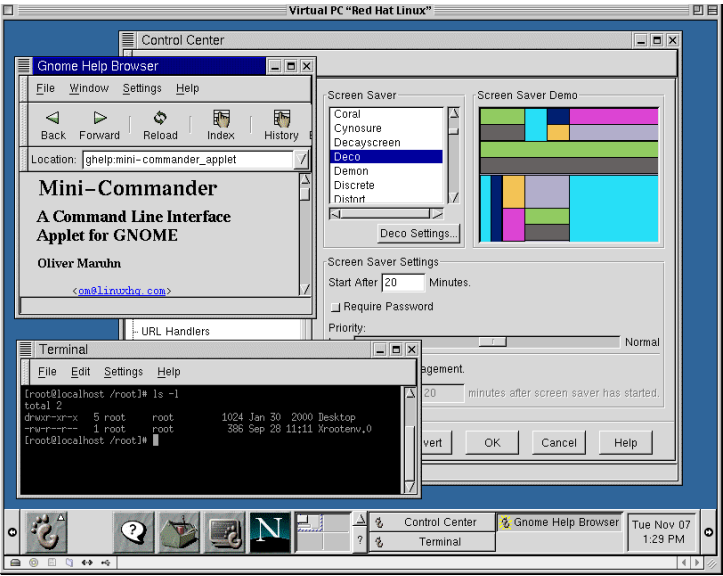 Virtual PC “Red Hat Linux”
Control Center
Gnome Help Browser
File Window Settings Help
Back Forward Reload Index History
Location: ghelp:mini-commander_applet
Mini-Commander
A Command Line Interface
Applet for GNOME
Oliver Maruhn
<om@linuxhq.com>
Screen Saver
Coral
Cynosure
Decayscreen
Deco
Demon
Discrete
Distort
Deco Settings...
Screen Saver Demo
Screen Saver Settings
Start After 20 Minutes.
Require Password
Priority:
Normal
agement.
20 minutes after screen saver has started.
URL Handlers
vert OK Cancel Help
Terminal
File Edit Settings Help
[root@localhost /root]# ls -l
total 2
drwxr-xr-x 5 root root 1024 Jan 30 2000 Desktop
-rw-r--r-- 1 root root 386 Sep 28 11:11 Xrootenv.0
[root@localhost /root]#
N
?
Control Center
Gnome Help Browser
Terminal
Tue Nov 07
1:29 PM